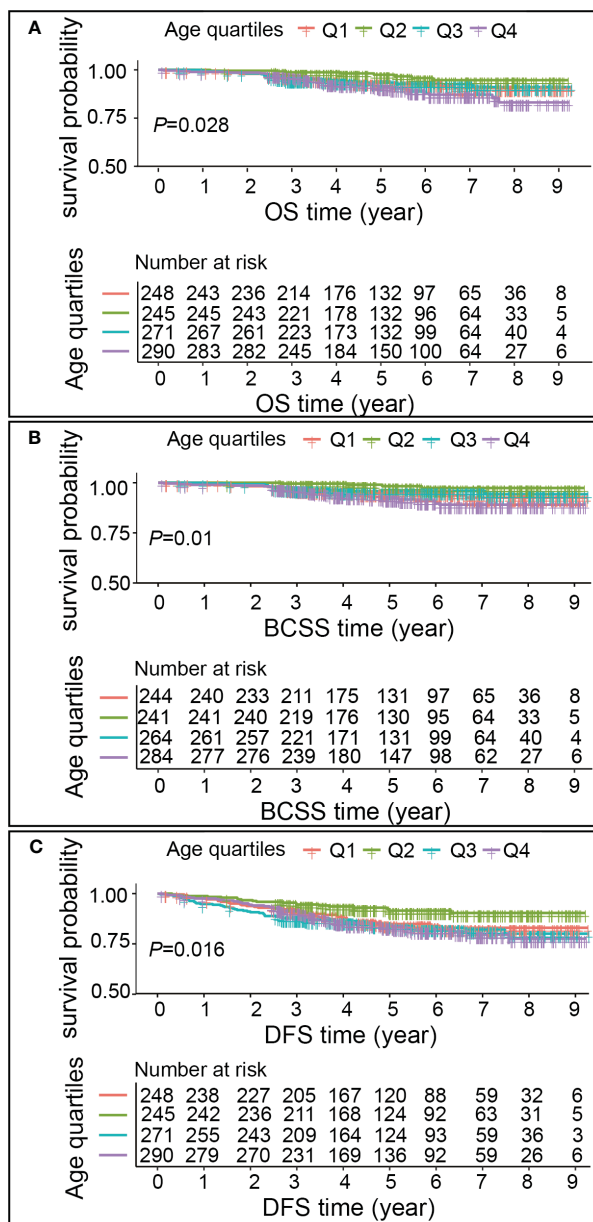 A
Age quartiles Q1 Q2 Q3 Q4
survival probability
1.00
0.75
0.50
P=0.028
0 1 2 3 4 5 6 7 8 9
OS time (year)
Number at risk
Age quartiles
248 243 236 214 176 132 97 65 36 8
245 245 243 221 178 132 96 64 33 5
271 267 261 223 173 132 99 64 40 4
290 283 282 245 184 150 100 64 27 6
0 1 2 3 4 5 6 7 8 9
OS time (year)
B
Age quartiles Q1 Q2 Q3 Q4
survival probability
1.00
0.75
0.50
P=0.01
0 1 2 3 4 5 6 7 8 9
BCSS time (year)
Number at risk
Age quartiles
244 240 233 211 175 131 97 65 36 8
241 241 240 219 176 130 95 64 33 5
264 261 257 221 171 131 99 64 40 4
284 277 276 239 180 147 98 62 27 6
0 1 2 3 4 5 6 7 8 9
BCSS time (year)
C
Age quartiles Q1 Q2 Q3 Q4
survival probability
1.00
0.75
0.50
P=0.016
0 1 2 3 4 5 6 7 8 9
DFS time (year)
Number at risk
Age quartiles
248 238 227 205 167 120 88 59 32 6
245 242 236 211 168 124 92 63 31 5
271 255 243 209 164 124 93 59 36 3
290 279 270 231 169 136 92 59 26 6
0 1 2 3 4 5 6 7 8 9
DFS time (year)